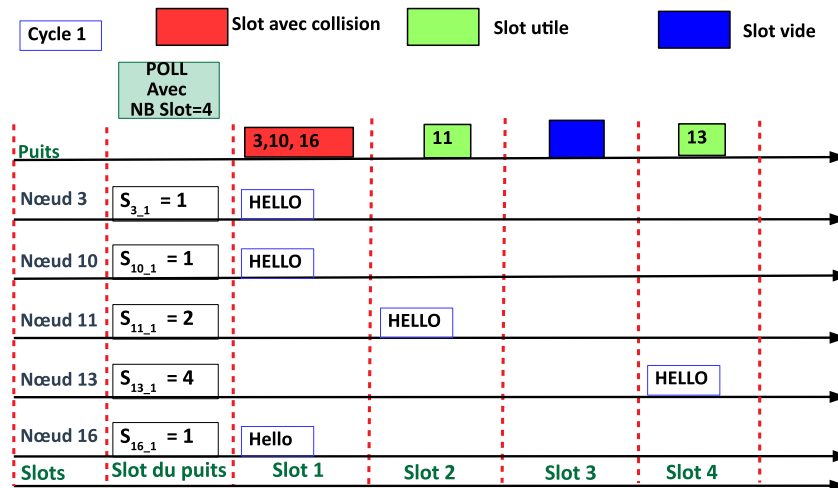 Cycle 1
Slot avec collision
Slot utile
Slot vide
POLL
Avec
NB Slot=4
Puits
3,10, 16
11
13
Nœud 3
S3_1 = 1
HELLO
Nœud 10
S10_1 = 1
HELLO
Nœud 11
S11_1 = 2
HELLO
Nœud 13
S13_1 = 4
HELLO
Nœud 16
S16_1 = 1
Hello
Slots
Slot du puits
Slot 1
Slot 2
Slot 3
Slot 4